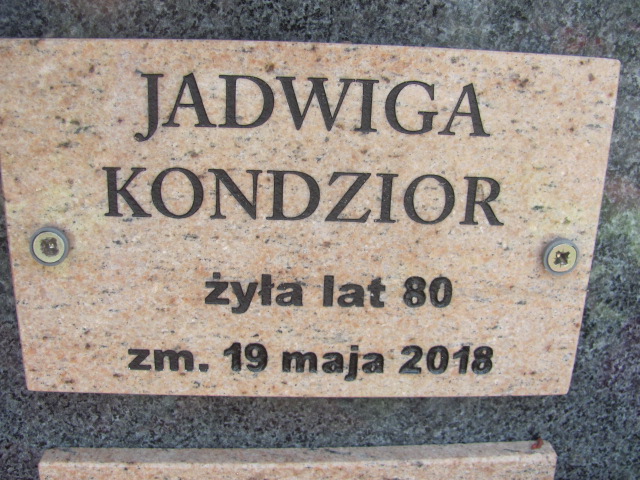 JADWIGA
KONDZIOR
żyła lat 80
zm. 19 maja 2018